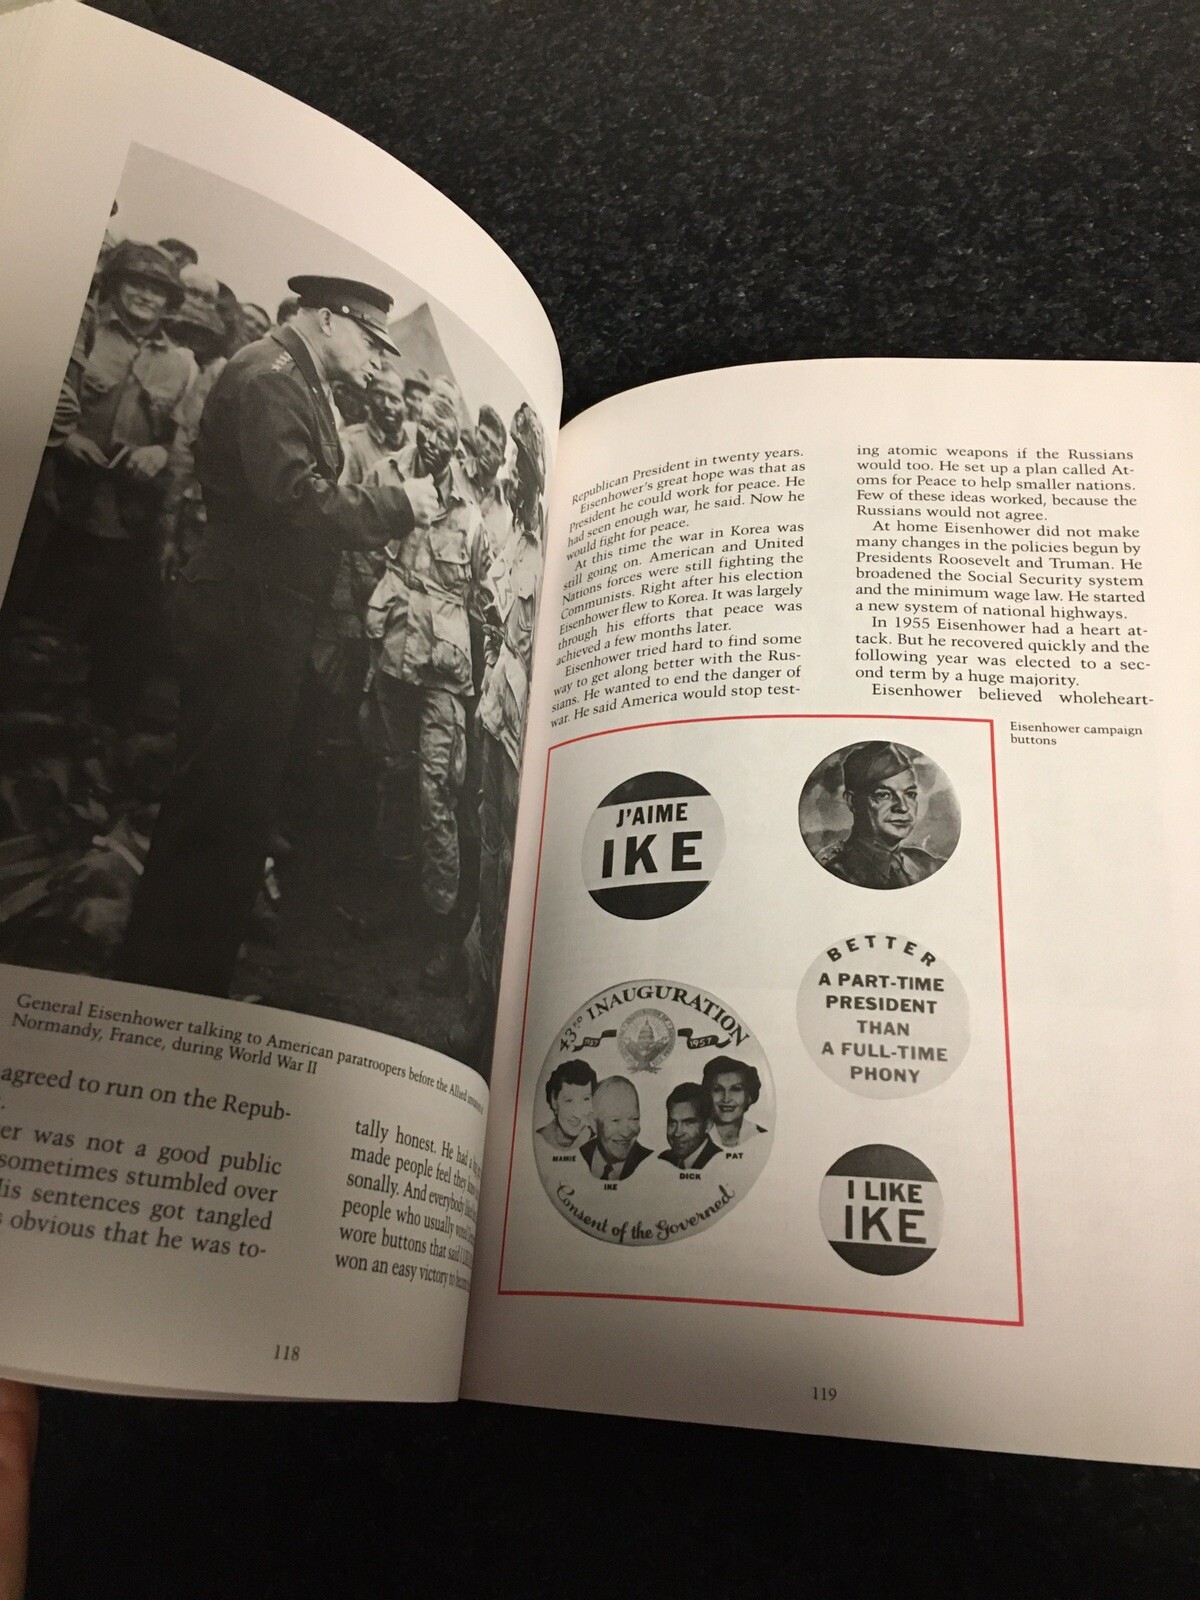 General Eisenhower talking to American paratroopers before the Allied
Normandy, France, during World War II
agreed to run on the Repub-
er was not a good public
sometimes stumbled over
His sentences got tangled
obvious that he was to-
tally honest. He had a
made people feel they
sonally. And everybody
people who usually
wore buttons that said
won an easy victory
118
Republican President in twenty years.
Eisenhower's great hope was that as
President he could work for peace. He
had seen enough war, he said. Now he
would fight for peace.
At this time the war in Korea was
still going on. American and United
Nations forces were still fighting the
Communists. Right after his election
Eisenhower flew to Korea. It was largely
through his efforts that peace was
achieved a few months later.
Eisenhower tried hard to find some
way to get along better with the Rus-
sians. He wanted to end the danger of
war. He said America would stop test-
ing atomic weapons if the Russians
would too. He set up a plan called At-
oms for Peace to help smaller nations.
Few of these ideas worked, because the
Russians would not agree.
At home Eisenhower did not make
many changes in the policies begun by
Presidents Roosevelt and Truman. He
broadened the Social Security system
and the minimum wage law. He started
a new system of national highways.
In 1955 Eisenhower had a heart at-
tack. But he recovered quickly and the
following year was elected to a sec-
ond term by a huge majority.
Eisenhower believed wholeheart-
Eisenhower campaign
buttons
J'AIME
IKE
BETTER
A PART-TIME
PRESIDENT
THAN
A FULL-TIME
PHONY
43RD INAUGURATION
1957
1957
MAMIE
IKE
DICK
PAT
Consent of the Governed
I LIKE
IKE
119